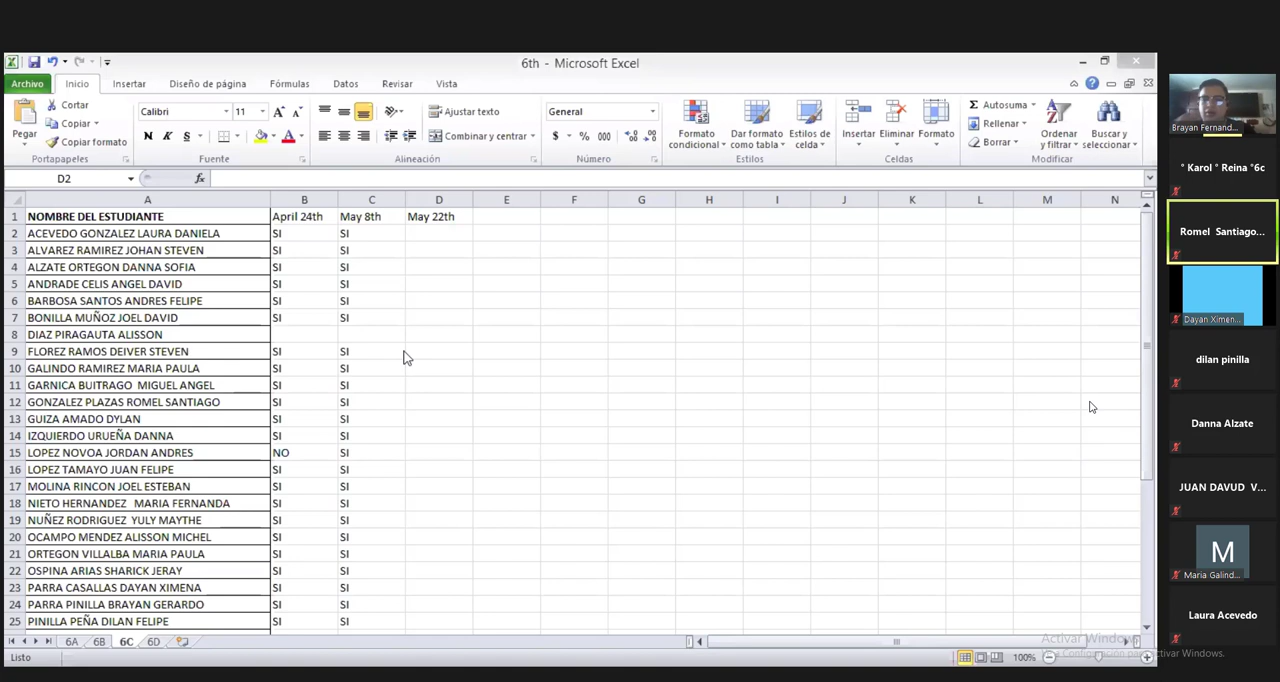 6th - Microsoft Excel
Archivo Inicio Insertar Diseño de página Fórmulas Datos Revisar Vista
Pegar
Cortar
Copiar
Copiar formato
Portapapeles
Calibri 11
N K S
Fuente
Ajustar texto
Combinar y centrar
Alineación
General
$ % 000
Número
Formato condicional
Dar formato como tabla
Estilos de celda
Estilos
Insertar Eliminar Formato
Celdas
Autosuma
Rellenar
Borrar
Ordenar y filtrar
Buscar y seleccionar
Modificar
D2 fx
A B C D E F G H I J K L M N
1 NOMBRE DEL ESTUDIANTE April 24th May 8th May 22th
2 ACEVEDO GONZALEZ LAURA DANIELA SI SI
3 ALVAREZ RAMIREZ JOHAN STEVEN SI SI
4 ALZATE ORTEGON DANNA SOFIA SI SI
5 ANDRADE CELIS ANGEL DAVID SI SI
6 BARBOSA SANTOS ANDRES FELIPE SI SI
7 BONILLA MUÑOZ JOEL DAVID SI SI
8 DIAZ PIRAGAUTA ALISSON
9 FLOREZ RAMOS DEIVER STEVEN SI SI
10 GALINDO RAMIREZ MARIA PAULA SI SI
11 GARNICA BUITRAGO MIGUEL ANGEL SI SI
12 GONZALEZ PLAZAS ROMEL SANTIAGO SI SI
13 GUIZA AMADO DYLAN SI SI
14 IZQUIERDO URUEÑA DANNA SI SI
15 LOPEZ NOVOA JORDAN ANDRES NO SI
16 LOPEZ TAMAYO JUAN FELIPE SI SI
17 MOLINA RINCON JOEL ESTEBAN SI SI
18 NIETO HERNANDEZ MARIA FERNANDA SI SI
19 NUÑEZ RODRIGUEZ YULY MAYTHE SI SI
20 OCAMPO MENDEZ ALISSON MICHEL SI SI
21 ORTEGON VILLALBA MARIA PAULA SI SI
22 OSPINA ARIAS SHARICK JERAY SI SI
23 PARRA CASALLAS DAYAN XIMENA SI SI
24 PARRA PINILLA BRAYAN GERARDO SI SI
25 PINILLA PEÑA DILAN FELIPE SI SI
6A 6B 6C 6D
Listo 100%
Activar Windows
Configuración
Activar Windows.
Brayan Fernand...
° Karol ° Reina °6c
Romel Santiago...
Dayan Ximen...
dilan pinilla
Danna Alzate
JUAN DAVUD V...
M
Maria Galind...
Laura Acevedo